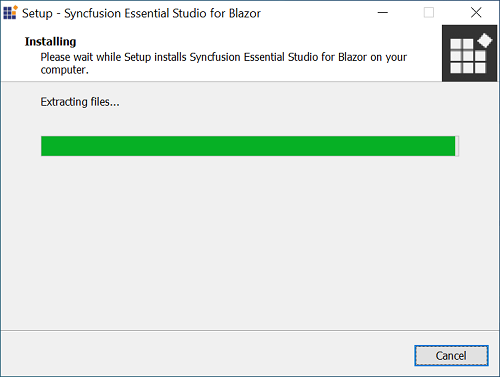 Setup - Syncfusion Essential Studio for Blazor
Installing
Please wait while Setup installs Syncfusion Essential Studio for Blazor on your
computer.
Extracting files...
Cancel